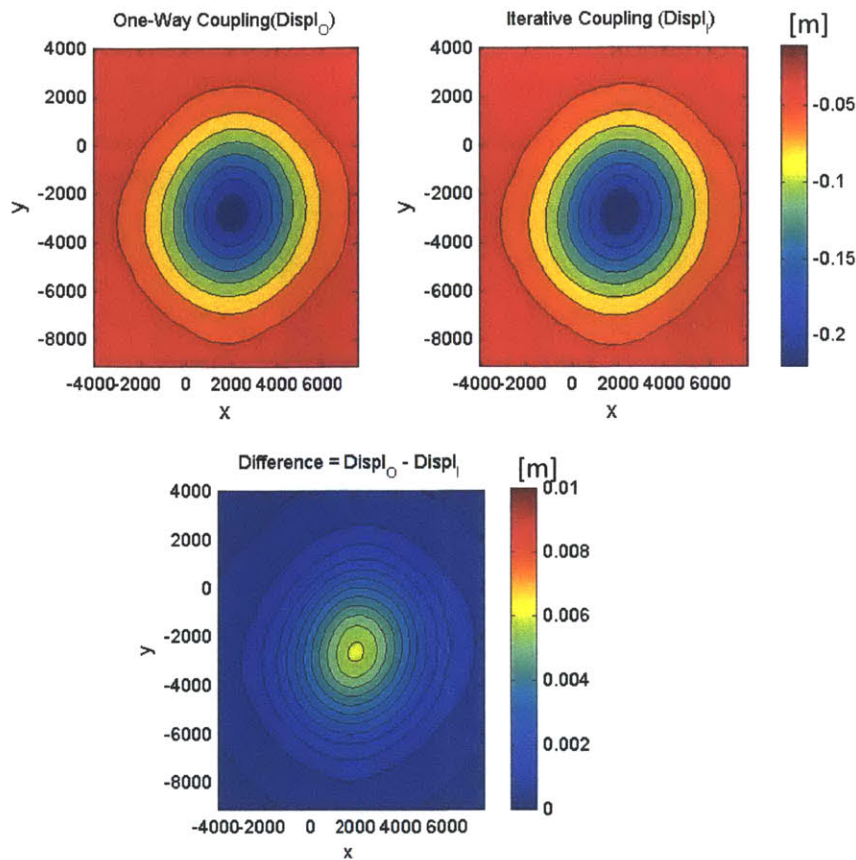 One-Way Coupling(Displ_O)
Iterative Coupling (Displ_I)
[m]
4000
2000
0
-2000
-4000
-6000
-8000
y
-4000-2000 0 2000 4000 6000
x
4000
2000
0
-2000
-4000
-6000
-8000
y
-4000-2000 0 2000 4000 6000
x
-0.05
-0.1
-0.15
-0.2
Difference = Displ_O - Displ_I
[m]
4000
2000
0
-2000
-4000
-6000
-8000
y
-4000-2000 0 2000 4000 6000
x
0.01
0.008
0.006
0.004
0.002
0